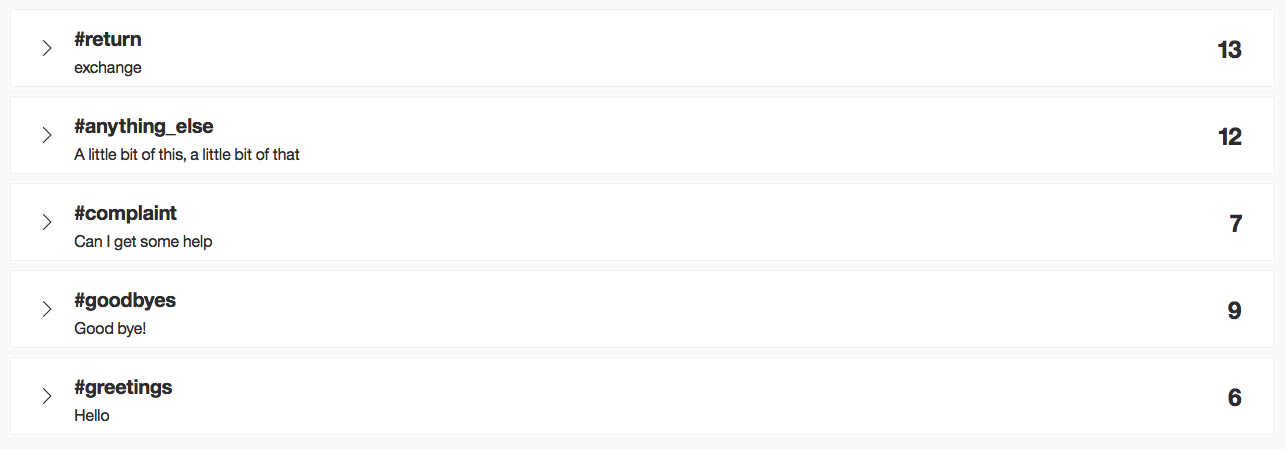 #return
exchange
13
#anything_else
A little bit of this, a little bit of that
12
#complaint
Can I get some help
7
#goodbyes
Good bye!
9
#greetings
Hello
6